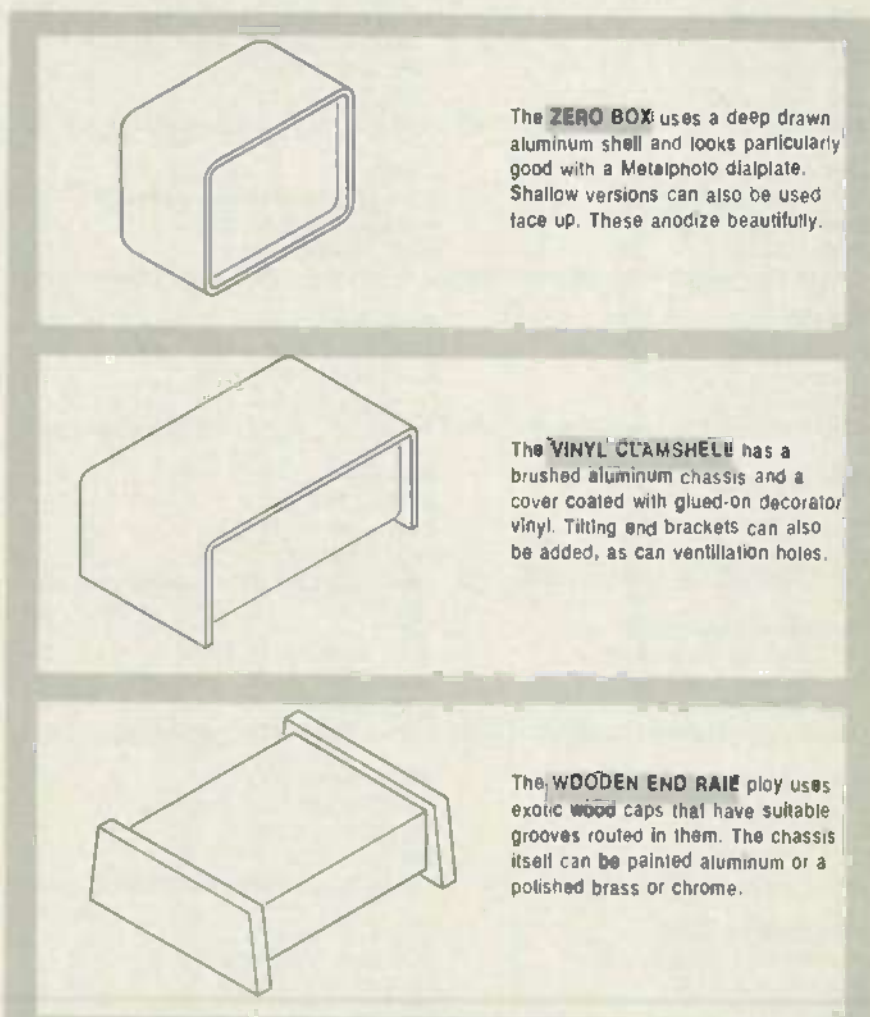 The ZERO BOX uses a deep drawn
aluminum shell and looks particularly
good with a Metalphoto dialplate.
Shallow versions can also be used
face up. These anodize beautifully.
The VINYL CLAMSHELL has a
brushed aluminum chassis and a
cover coated with glued-on decorator
vinyl. Tilting end brackets can also
be added, as can ventillation holes.
The WOODEN END RAIL ploy uses
exotic wood caps that have suitable
grooves routed in them. The chassis
itself can be painted aluminum or a
polished brass or chrome.